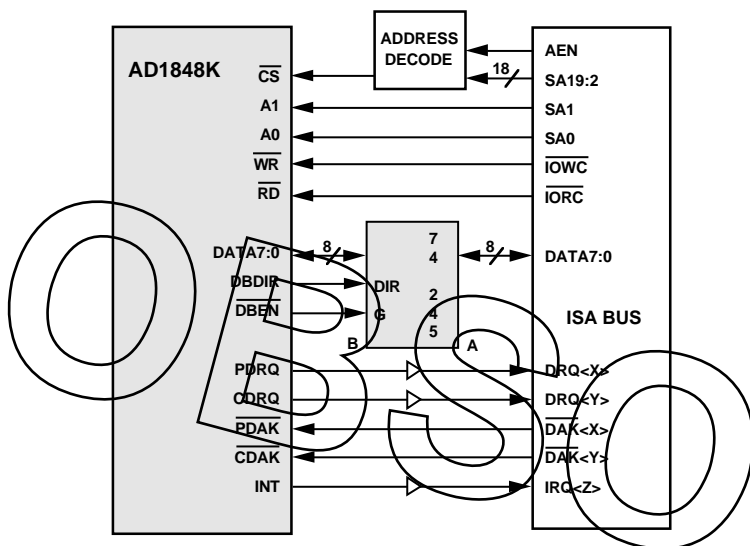 ADDRESS
DECODE
AD1848K
CS
A1
A0
WR
RD
DATA7:0
DBDIR
DBEN
PDRQ
CDRQ
PDAK
CDAK
INT
18
8
7
4
2
4
5
DIR
G
B
A
8
AEN
SA19:2
SA1
SA0
IOWC
IORC
DATA7:0
ISA BUS
DRQ<X>
DRQ<Y>
DAK<X>
DAK<Y>
IRQ<Z>
OBSO